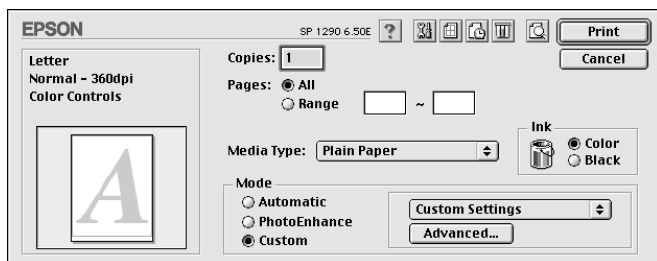 EPSON
SP 1290 6.50E
?
Print
Cancel
Letter
Normal - 360dpi
Color Controls
A
Copies: 1
Pages: All
Range ~
Media Type: Plain Paper
Ink
Color
Black
Mode
Automatic
PhotoEnhance
Custom
Custom Settings
Advanced...